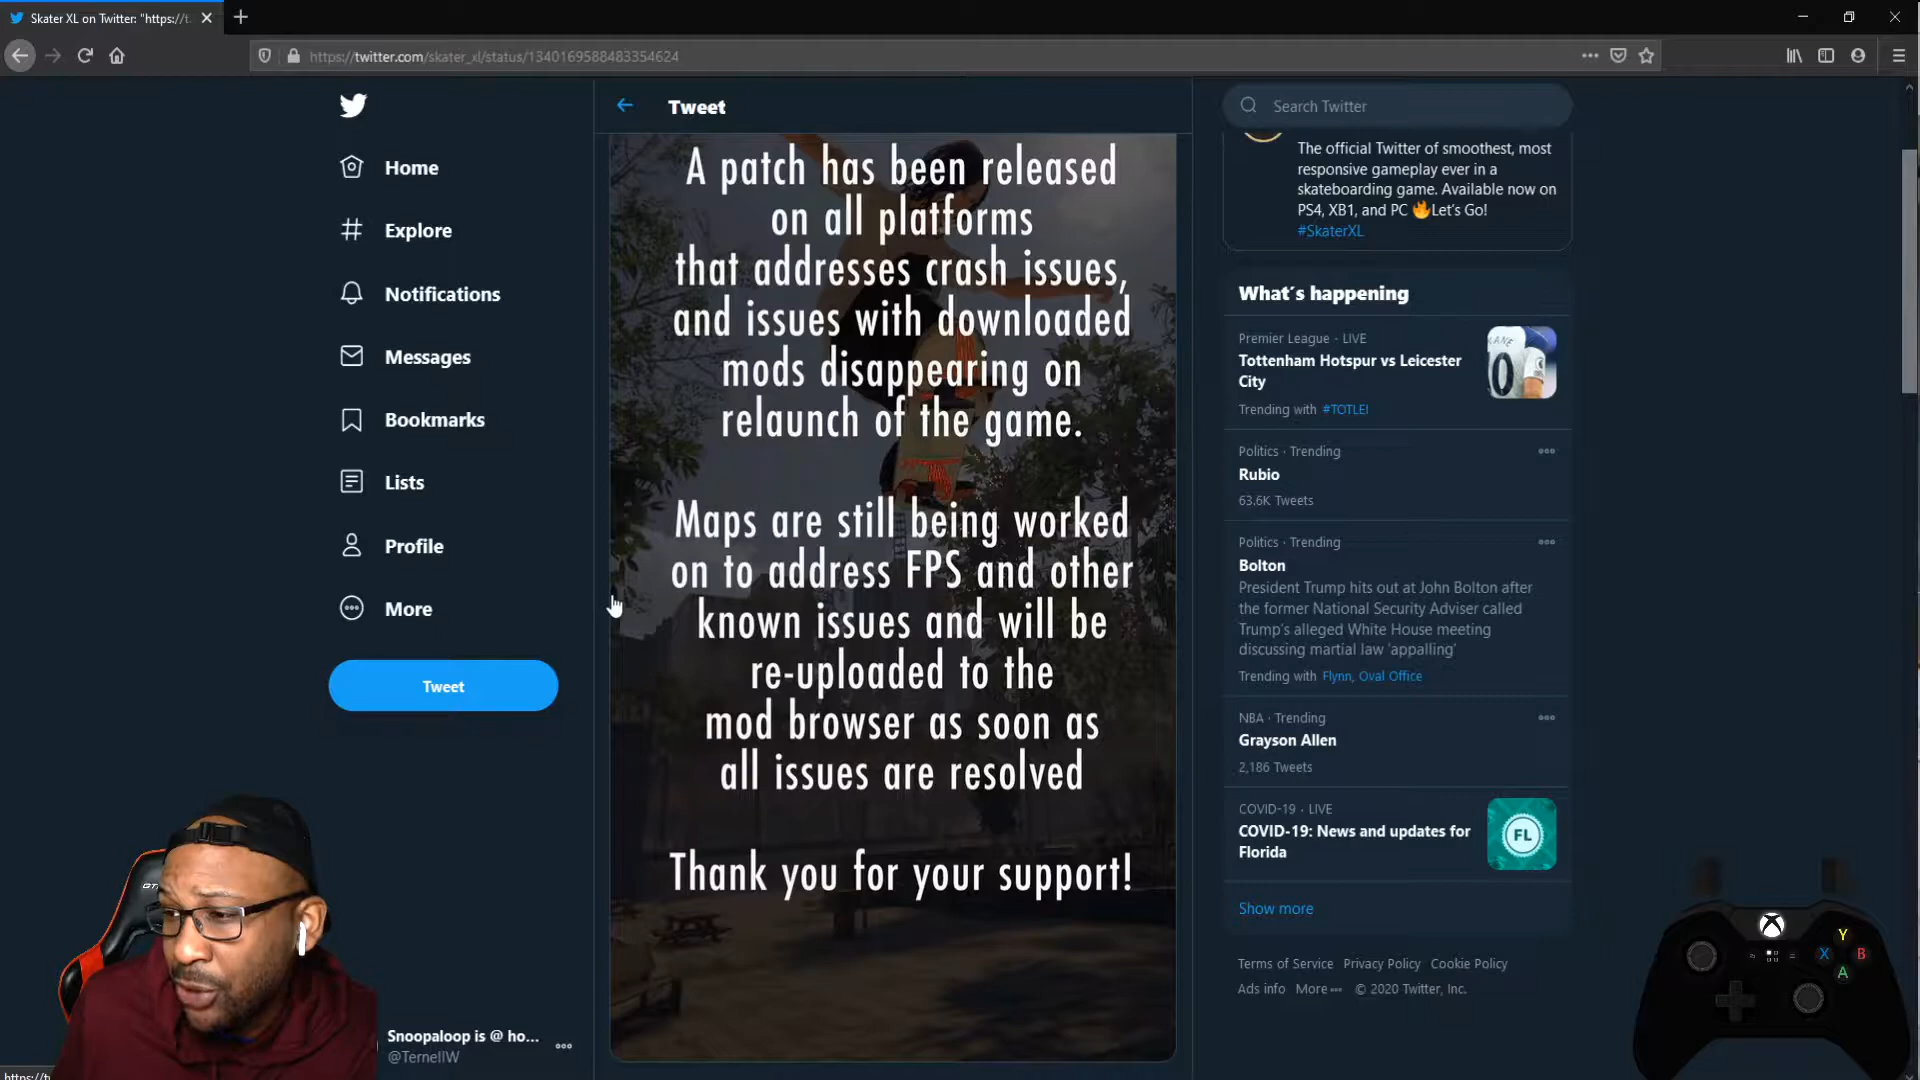 Skater XL on Twitter: "https://t.
https://twitter.com/skater_xl/status/1340169588483354624
Home
Explore
Notifications
Messages
Bookmarks
Lists
Profile
More
Tweet
Snoopaloop is @ ho...
@TernellW
https://tw
Tweet
A patch has been released
on all platforms
that addresses crash issues,
and issues with downloaded
mods disappearing on
relaunch of the game.
Maps are still being worked
on to address FPS and other
known issues and will be
re-uploaded to the
mod browser as soon as
all issues are resolved
Thank you for your support!
Search Twitter
The official Twitter of smoothest, most
responsive gameplay ever in a
skateboarding game. Available now on
PS4, XB1, and PC 🔥Let's Go!
#SkaterXL
What's happening
Premier League · LIVE
Tottenham Hotspur vs Leicester
City
Trending with #TOTLEI
Politics · Trending
Rubio
63.6K Tweets
Politics · Trending
Bolton
President Trump hits out at John Bolton after
the former National Security Adviser called
Trump's alleged White House meeting
discussing martial law 'appalling'
Trending with Flynn, Oval Office
NBA · Trending
Grayson Allen
2,186 Tweets
COVID-19 · LIVE
COVID-19: News and updates for
Florida
FL
Show more
Terms of Service Privacy Policy Cookie Policy
Ads info More ··· © 2020 Twitter, Inc.
Y
X B
A